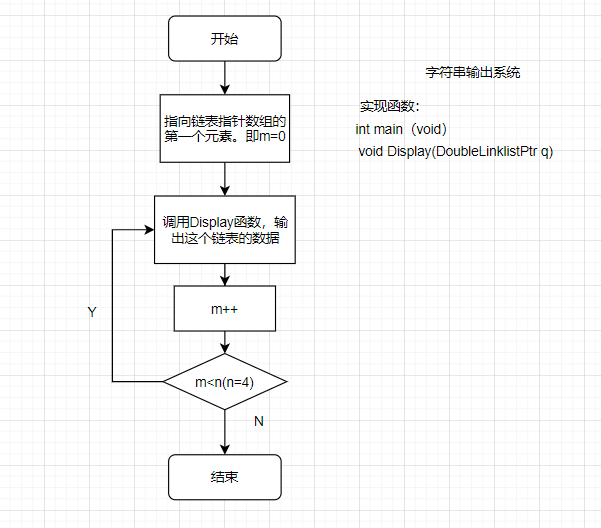 开始
字符串输出系统
实现函数：
int main（void）
void Display(DoubleLinklistPtr q)
指向链表指针数组的
第一个元素。即m=0
调用Display函数，输
出这个链表的数据
m++
Y
m<n(n=4)
N
结束